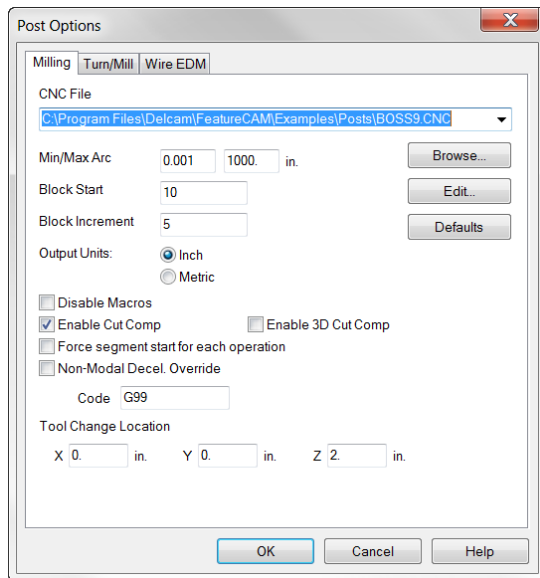 Post Options
Milling Turn/Mill Wire EDM
CNC File
C:\Program Files\Delcam\FeatureCAM\Examples\Posts\BOSS9.CNC
Min/Max Arc 0.001 1000. in. Browse...
Block Start 10 Edit...
Block Increment 5 Defaults
Output Units: Inch
Metric
Disable Macros
Enable Cut Comp Enable 3D Cut Comp
Force segment start for each operation
Non-Modal Decel. Override
Code G99
Tool Change Location
X 0. in. Y 0. in. Z 2. in.
OK Cancel Help